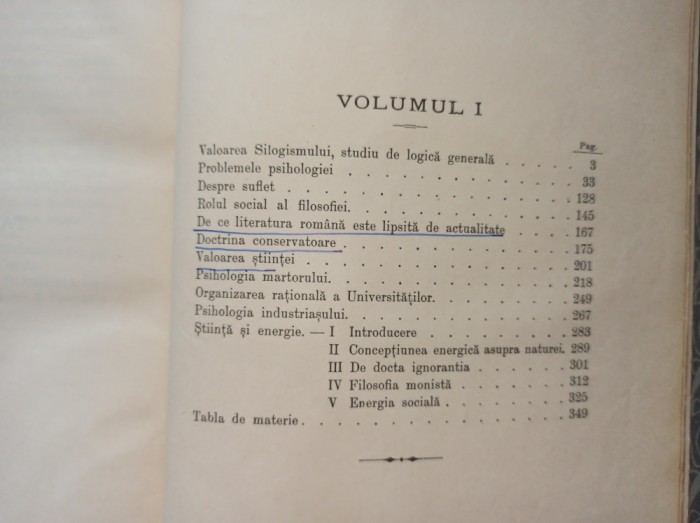 VOLUMUL I
Pag.
Valoarea Silogismului, studiu de logică generală . . . . . 3
Problemele psihologiei . . . . . . . . . . . . . 33
Despre suflet . . . . . . . . . . . . . . . . 128
Rolul social al filosofiei. . . . . . . . . . . . . 145
De ce literatura română este lipsită de actualitate . . . . 167
Doctrina conservatoare . . . . . . . . . . . . . 175
Valoarea științei . . . . . . . . . . . . . . . 201
Psihologia martorului. . . . . . . . . . . . . . 218
Organizarea rațională a Universităților. . . . . . . . 249
Psihologia industriașului. . . . . . . . . . . . . 267
Știință și energie. — I Introducere . . . . . . . . 283
II Concepțiunea energică asupra naturei. 289
III De docta ignorantia . . . . . . 301
IV Filosofia monistă . . . . . . . 312
V Energia socială . . . . . . . . 325
Tabla de materie . . . . . . . . . . . . . . . 349